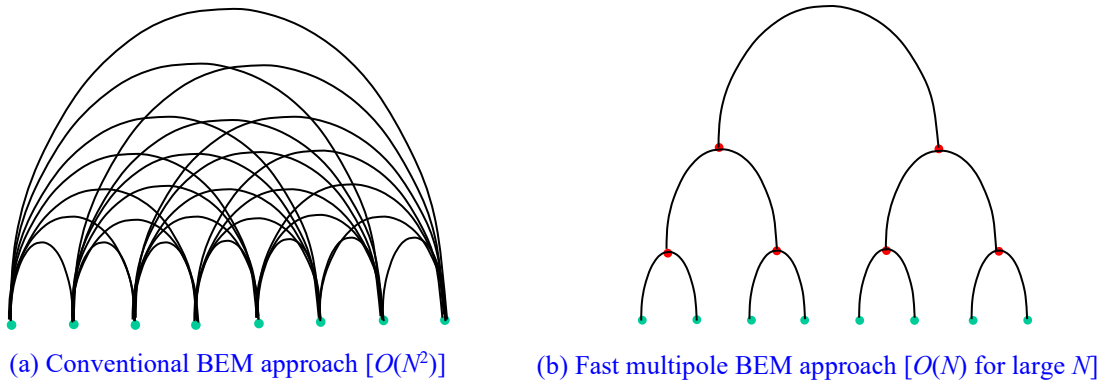 (a) Conventional BEM approach [O(N²)]
(b) Fast multipole BEM approach [O(N) for large N]